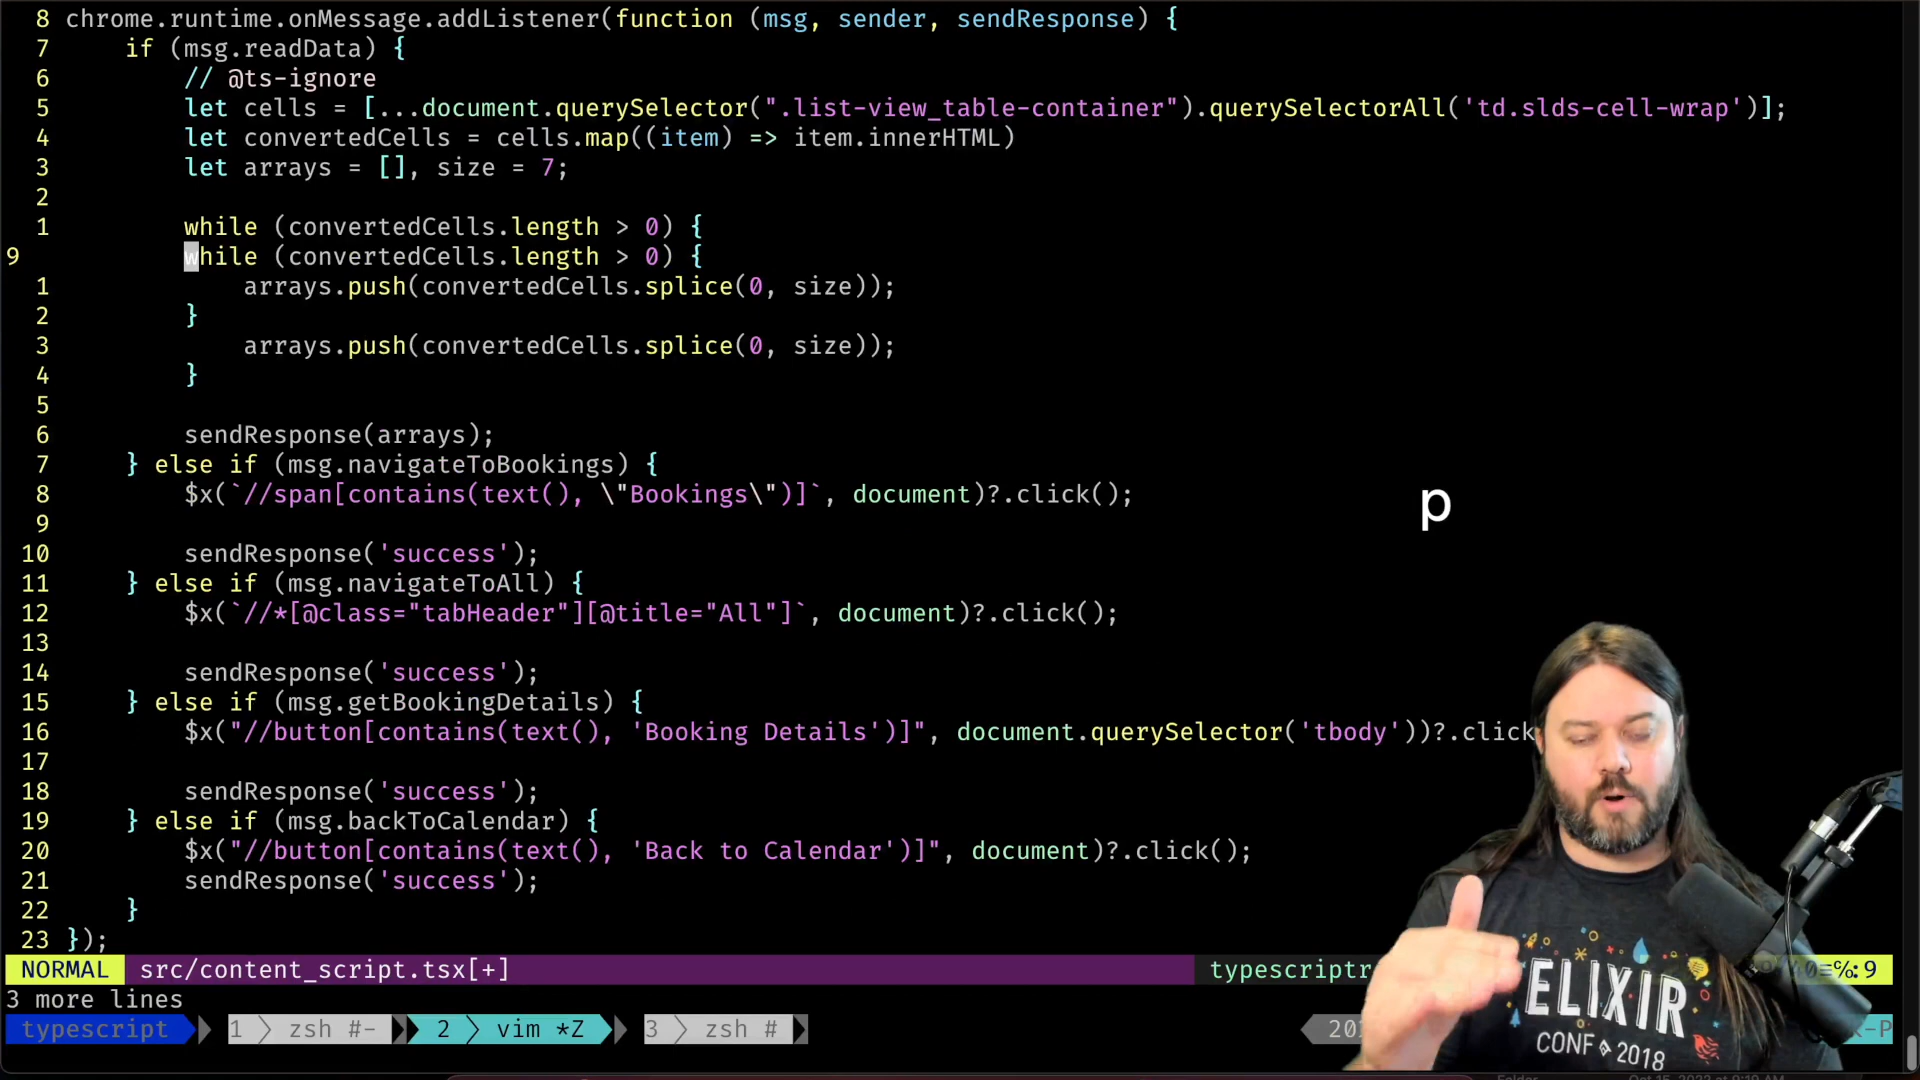 8 chrome.runtime.onMessage.addListener(function (msg, sender, sendResponse) {
7     if (msg.readData) {
6         // @ts-ignore
5         let cells = [...document.querySelector(".list-view_table-container").querySelectorAll('td.slds-cell-wrap')];
4         let convertedCells = cells.map((item) => item.innerHTML)
3         let arrays = [], size = 7;
2
1         while (convertedCells.length > 0) {
9         while (convertedCells.length > 0) {
1             arrays.push(convertedCells.splice(0, size));
2         }
3             arrays.push(convertedCells.splice(0, size));
4         }
5
6         sendResponse(arrays);
7     } else if (msg.navigateToBookings) {
8         $x(`//span[contains(text(), \"Bookings\")]`, document)?.click();
9
10         sendResponse('success');
11     } else if (msg.navigateToAll) {
12         $x(`//*[@class="tabHeader"][@title="All"]`, document)?.click();
13
14         sendResponse('success');
15     } else if (msg.getBookingDetails) {
16         $x("//button[contains(text(), 'Booking Details')]", document.querySelector('tbody'))?.click
17
18         sendResponse('success');
19     } else if (msg.backToCalendar) {
20         $x("//button[contains(text(), 'Back to Calendar')]", document)?.click();
21         sendResponse('success');
22     }
23 });
p
NORMAL src/content_script.tsx[+] typescriptr :9
3 more lines
typescript 1 zsh #- 2 vim *Z 3 zsh # 20
ELIXIR
CONF 2018